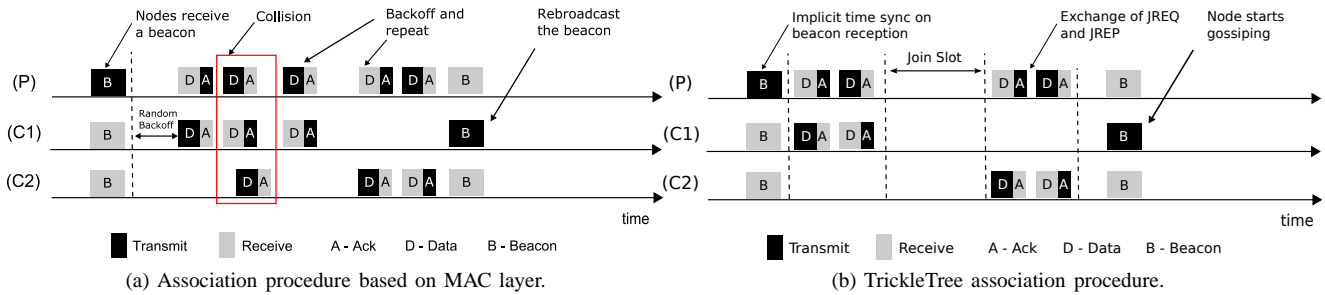 Nodes receive
a beacon
Collision
Backoff and
repeat
Rebroadcast
the beacon
(P)
B
D A
D A
D A
D A
D A
B
Random
Backoff
(C1)
B
D A
D A
D A
B
(C2)
B
D A
D A
D A
B
time
Transmit
Receive
A - Ack
D - Data
B - Beacon
(a) Association procedure based on MAC layer.
Implicit time sync on
beacon reception
Join Slot
Exchange of JREQ
and JREP
Node starts
gossiping
(P)
B
D A
D A
D A
D A
B
(C1)
B
D A
D A
B
(C2)
B
D A
D A
B
time
Transmit
Receive
A - Ack
D - Data
B - Beacon
(b) TrickleTree association procedure.